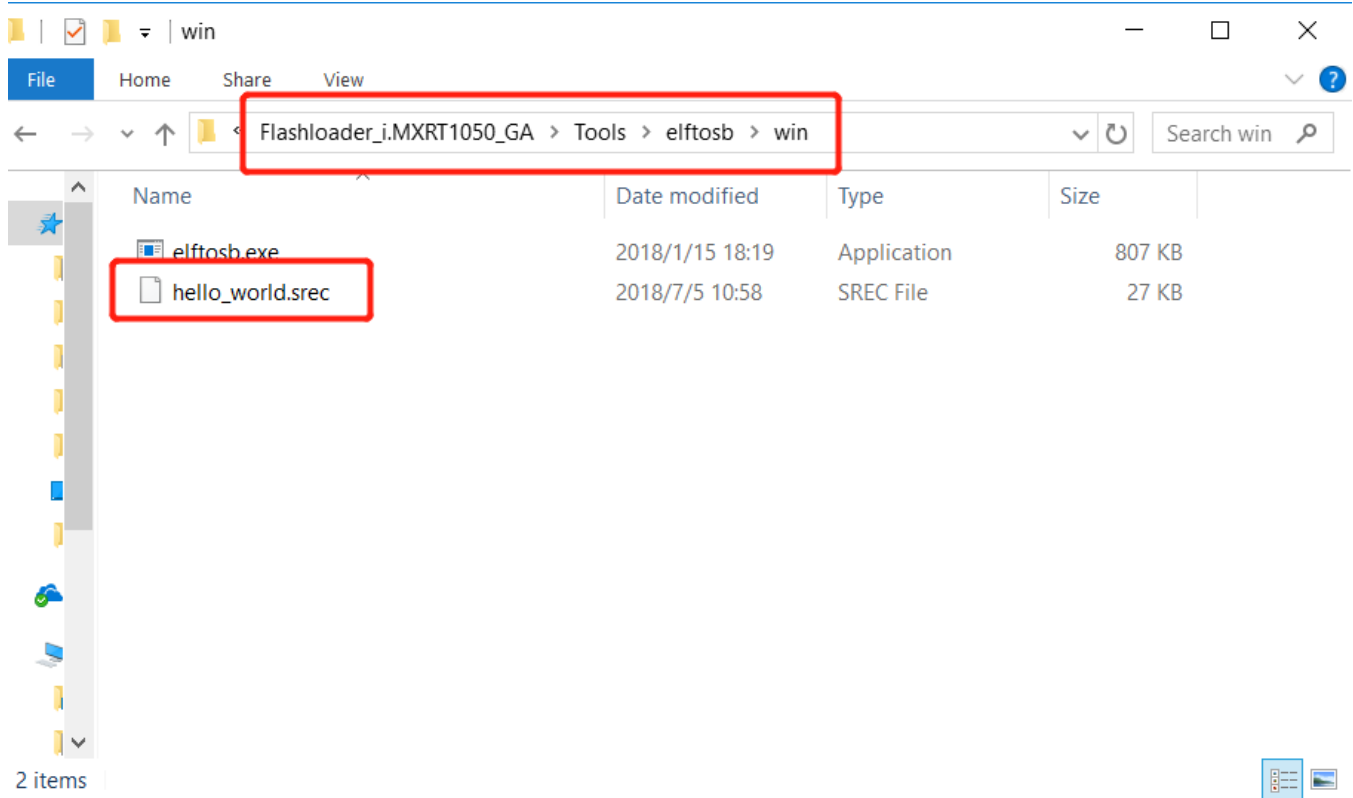 win
File Home Share View
Flashloader_i.MXRT1050_GA > Tools > elftosb > win Search win
Name Date modified Type Size
elftosb.exe 2018/1/15 18:19 Application 807 KB
hello_world.srec 2018/7/5 10:58 SREC File 27 KB
2 items